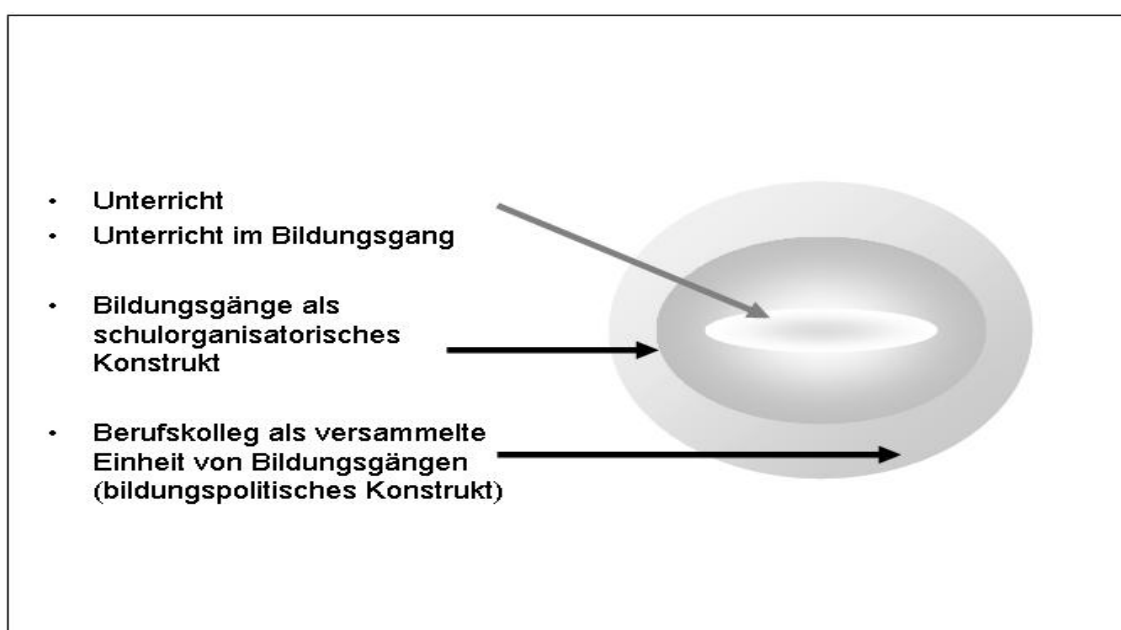 • Unterricht
• Unterricht im Bildungsgang
• Bildungsgänge als
schulorganisatorisches
Konstrukt
• Berufskolleg als versammelte
Einheit von Bildungsgängen
(bildungspolitisches Konstrukt)